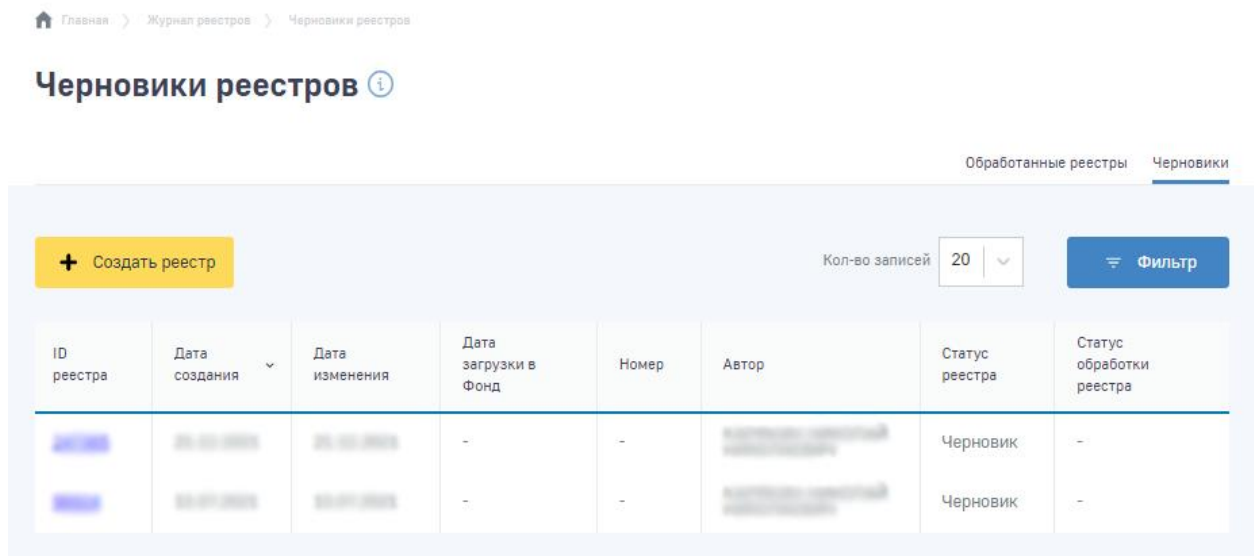 Главная > Журнал реестров > Черновики реестров
Черновики реестров
Обработанные реестры Черновики
+ Создать реестр
Кол-во записей 20
Фильтр
ID реестра
Дата создания
Дата изменения
Дата загрузки в Фонд
Номер
Автор
Статус реестра
Статус обработки реестра
- - Черновик -
- - Черновик -